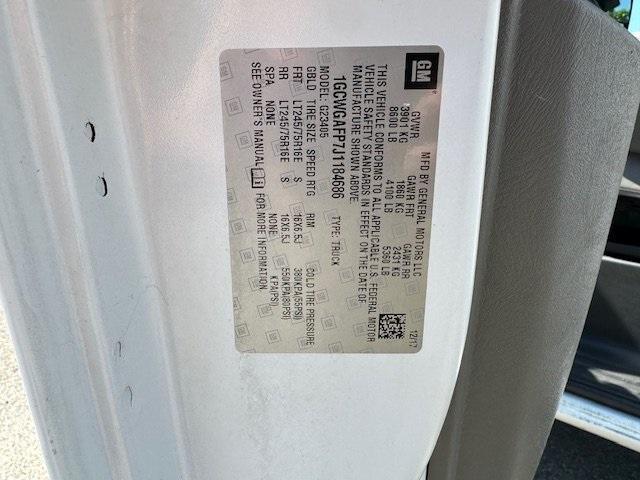 GM
MFD BY GENERAL MOTORS LLC
12/17
GVWR GAWR FRT GAWR RR
3901 KG 1860 KG 2431 KG
8600 LB 4100 LB 5360 LB
THIS VEHICLE CONFORMS TO ALL APPLICABLE U.S. FEDERAL MOTOR
VEHICLE SAFETY STANDARDS IN EFFECT ON THE DATE OF
MANUFACTURE SHOWN ABOVE.
1GCWGAFP7J1184686 TYPE: TRUCK
MODEL: G23405
GBLD TIRE SIZE SPEED RTG RIM COLD TIRE PRESSURE
FRT LT245/75R16E S 16X6.5J 380KPA(55PSI)
RR LT245/75R16E S 16X6.5J 550KPA(80PSI)
SPA NONE NONE KPA(PSI)
SEE OWNER'S MANUAL FOR MORE INFORMATION